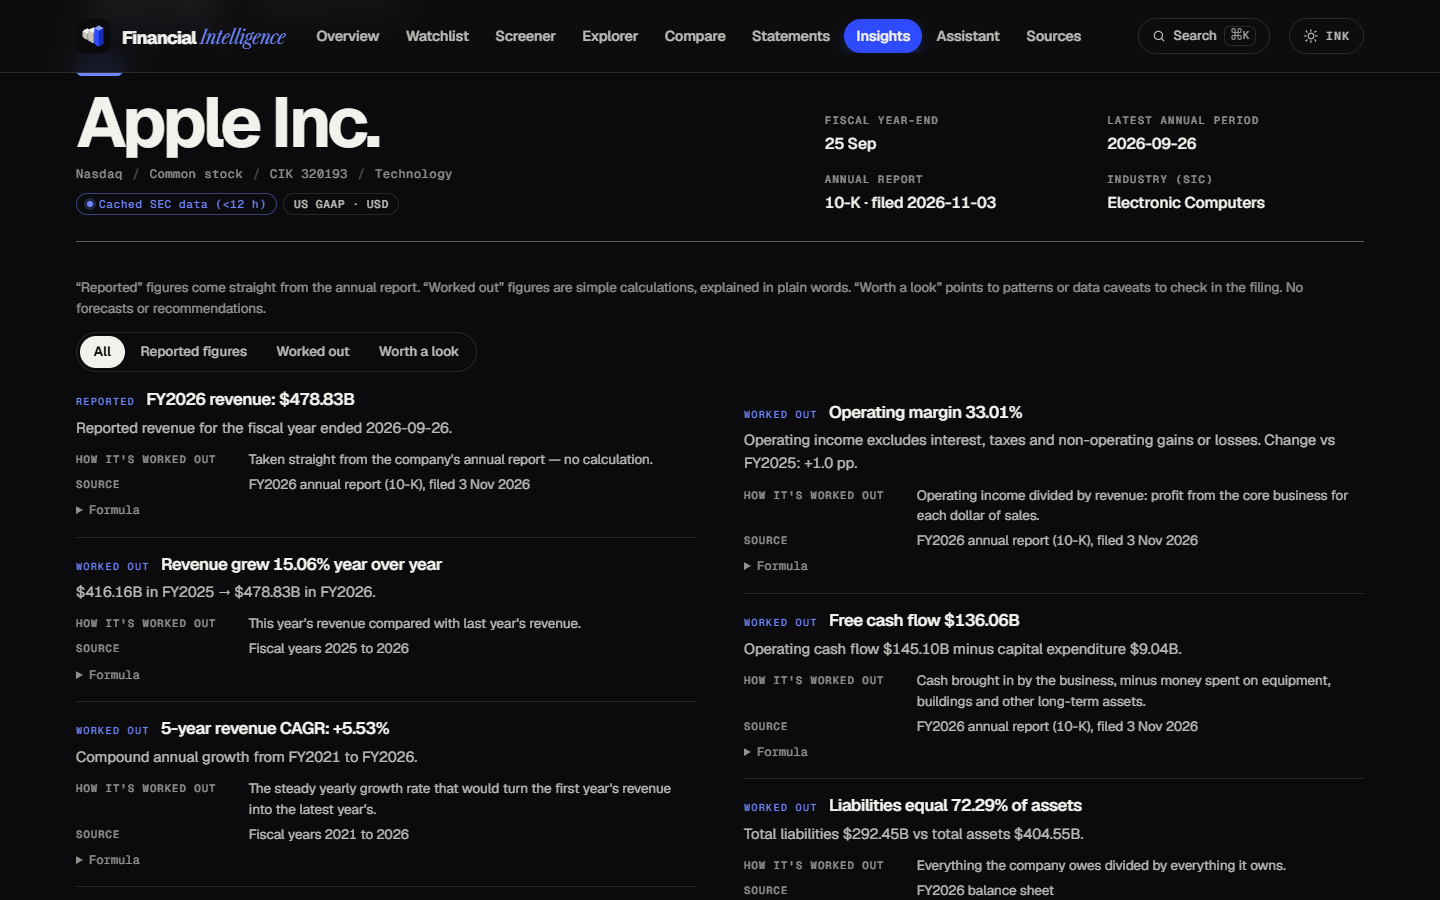 Financial Intelligence
Overview
Watchlist
Screener
Explorer
Compare
Statements
Insights
Assistant
Sources
Search ⌘K
INK
Apple Inc.
Nasdaq / Common stock / CIK 320193 / Technology
Cached SEC data (<12 h)
US GAAP · USD
FISCAL YEAR-END
25 Sep
LATEST ANNUAL PERIOD
2026-09-26
ANNUAL REPORT
10-K · filed 2026-11-03
INDUSTRY (SIC)
Electronic Computers
“Reported” figures come straight from the annual report. “Worked out” figures are simple calculations, explained in plain words. “Worth a look” points to patterns or data caveats to check in the filing. No
forecasts or recommendations.
All
Reported figures
Worked out
Worth a look
REPORTED FY2026 revenue: $478.83B
Reported revenue for the fiscal year ended 2026-09-26.
HOW IT'S WORKED OUT Taken straight from the company's annual report — no calculation.
SOURCE FY2026 annual report (10-K), filed 3 Nov 2026
▶ Formula
WORKED OUT Revenue grew 15.06% year over year
$416.16B in FY2025 → $478.83B in FY2026.
HOW IT'S WORKED OUT This year's revenue compared with last year's revenue.
SOURCE Fiscal years 2025 to 2026
▶ Formula
WORKED OUT 5-year revenue CAGR: +5.53%
Compound annual growth from FY2021 to FY2026.
HOW IT'S WORKED OUT The steady yearly growth rate that would turn the first year's revenue
into the latest year's.
SOURCE Fiscal years 2021 to 2026
▶ Formula
WORKED OUT Operating margin 33.01%
Operating income excludes interest, taxes and non-operating gains or losses. Change vs
FY2025: +1.0 pp.
HOW IT'S WORKED OUT Operating income divided by revenue: profit from the core business for
each dollar of sales.
SOURCE FY2026 annual report (10-K), filed 3 Nov 2026
▶ Formula
WORKED OUT Free cash flow $136.06B
Operating cash flow $145.10B minus capital expenditure $9.04B.
HOW IT'S WORKED OUT Cash brought in by the business, minus money spent on equipment,
buildings and other long-term assets.
SOURCE FY2026 annual report (10-K), filed 3 Nov 2026
▶ Formula
WORKED OUT Liabilities equal 72.29% of assets
Total liabilities $292.45B vs total assets $404.55B.
HOW IT'S WORKED OUT Everything the company owes divided by everything it owns.
SOURCE FY2026 balance sheet